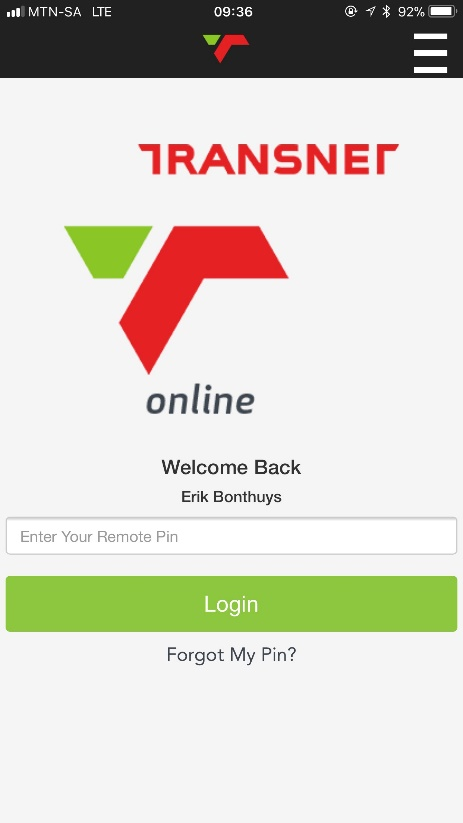 MTN-SA LTE 09:36 92%
TRANSNET
online
Welcome Back
Erik Bonthuys
Enter Your Remote Pin
Login
Forgot My Pin?